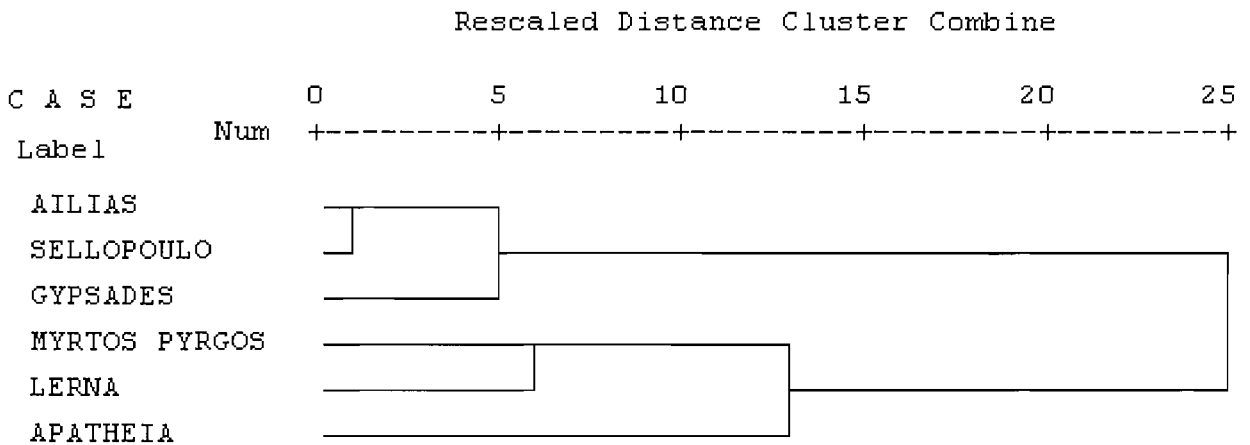 Rescaled Distance Cluster Combine
C A S E 0 5 10 15 20 25
Label Num +---------+---------+---------+---------+---------+
AILIAS
SELLOPOULO
GYPSADES
MYRTOS PYRGOS
LERNA
APATHEIA